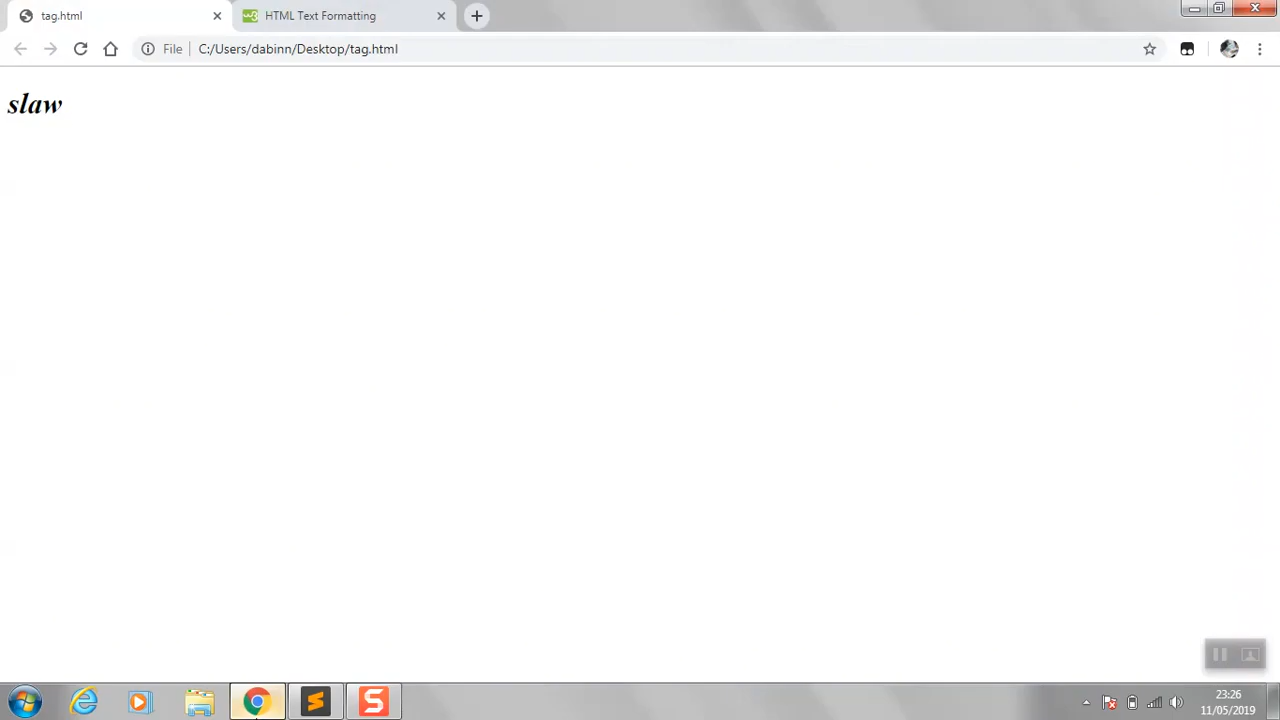 tag.html
HTML Text Formatting
File
C:/Users/dabinn/Desktop/tag.html
slaw
23:26
11/05/2019